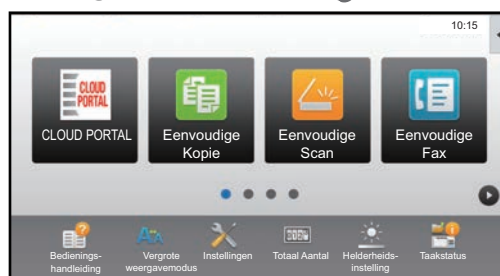 10:15
CLOUD
PORTAL
CLOUD PORTAL
Eenvoudige
Kopie
Eenvoudige
Scan
Eenvoudige
Fax
Bedienings-
handleiding
Vergrote
weergavemodus
Instellingen
Totaal Aantal
Helderheids-
instelling
Taakstatus